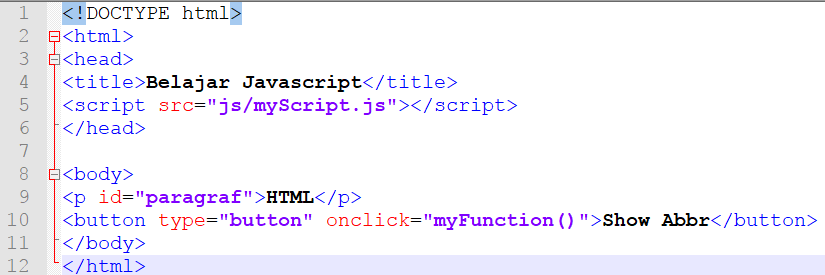 1 <!DOCTYPE html>
2 <html>
3 <head>
4 <title>Belajar Javascript</title>
5 <script src="js/myScript.js"></script>
6 </head>
7
8 <body>
9 <p id="paragraf">HTML</p>
10 <button type="button" onclick="myFunction()">Show Abbr</button>
11 </body>
12 </html>